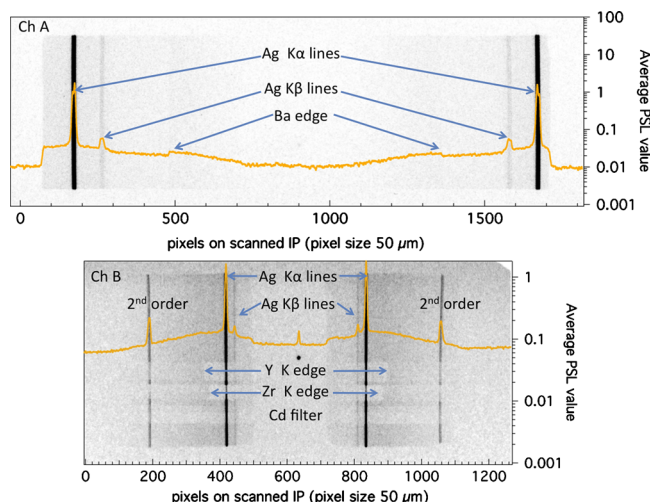 Ch A
Ag Kα lines
Ag Kβ lines
Ba edge
100
10
1
0.1
0.01
0.001
Average PSL value
0 500 1000 1500
pixels on scanned IP (pixel size 50 µm)
Ch B
Ag Kα lines
2nd order Ag Kβ lines 2nd order
Y K edge
Zr K edge
Cd filter
1
0.1
0.01
0.001
Average PSL value
0 200 400 600 800 1000 1200
pixels on scanned IP (pixel size 50 µm)